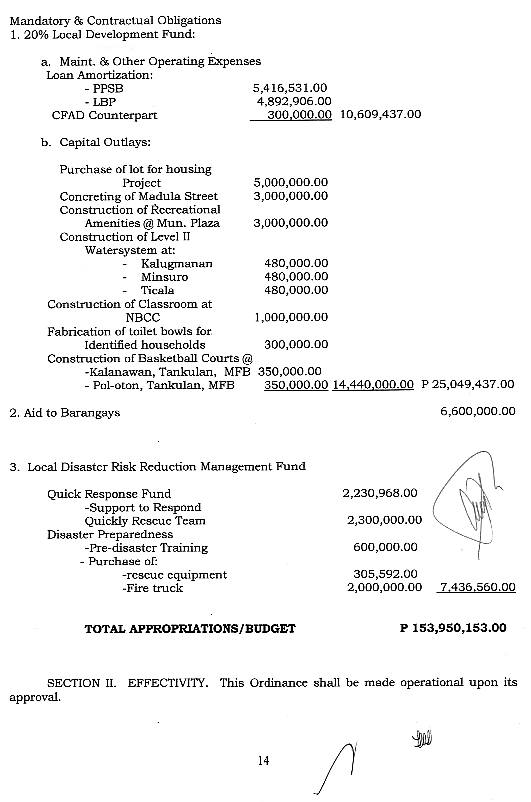 Mandatory & Contractual Obligations
1. 20% Local Development Fund:
a. Maint. & Other Operating Expenses
Loan Amortization:
- PPSB 5,416,531.00
- LBP 4,892,906.00
CFAD Counterpart 300,000.00 10,609,437.00
b. Capital Outlays:
Purchase of lot for housing
Project 5,000,000.00
Concreting of Madula Street 3,000,000.00
Construction of Recreational
Amenities @ Mun. Plaza 3,000,000.00
Construction of Level II
Watersystem at:
- Kalugmanan 480,000.00
- Minsuro 480,000.00
- Ticala 480,000.00
Construction of Classroom at
NBCC 1,000,000.00
Fabrication of toilet bowls for
Identified households 300,000.00
Construction of Basketball Courts @
-Kalanawan, Tankulan, MFB 350,000.00
- Pol-oton, Tankulan, MFB 350,000.00 14,440,000.00 P 25,049,437.00
2. Aid to Barangays 6,600,000.00
3. Local Disaster Risk Reduction Management Fund
Quick Response Fund 2,230,968.00
-Support to Respond
Quickly Rescue Team 2,300,000.00
Disaster Preparedness
-Pre-disaster Training 600,000.00
- Purchase of:
-rescue equipment 305,592.00
-Fire truck 2,000,000.00 7,436,560.00
TOTAL APPROPRIATIONS/BUDGET P 153,950,153.00
SECTION II. EFFECTIVITY. This Ordinance shall be made operational upon its
approval.
14